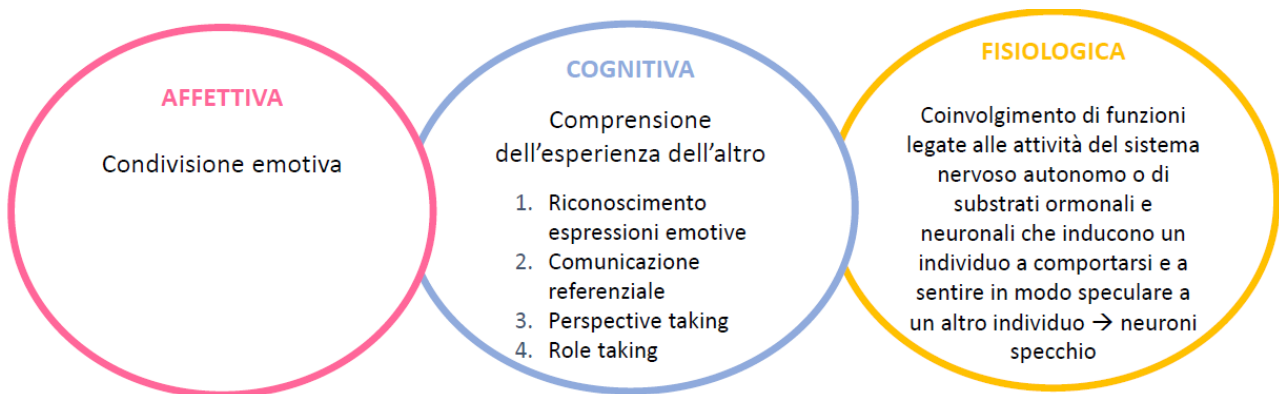 AFFETTIVA
Condivisione emotiva
COGNITIVA
Comprensione
dell'esperienza dell'altro
1. Riconoscimento
espressioni emotive
2. Comunicazione
referenziale
3. Perspective taking
4. Role taking
FISIOLOGICA
Coinvolgimento di funzioni
legate alle attività del sistema
nervoso autonomo o di
substrati ormonali e
neuronali che inducono un
individuo a comportarsi e a
sentire in modo speculare a
un altro individuo → neuroni
specchio